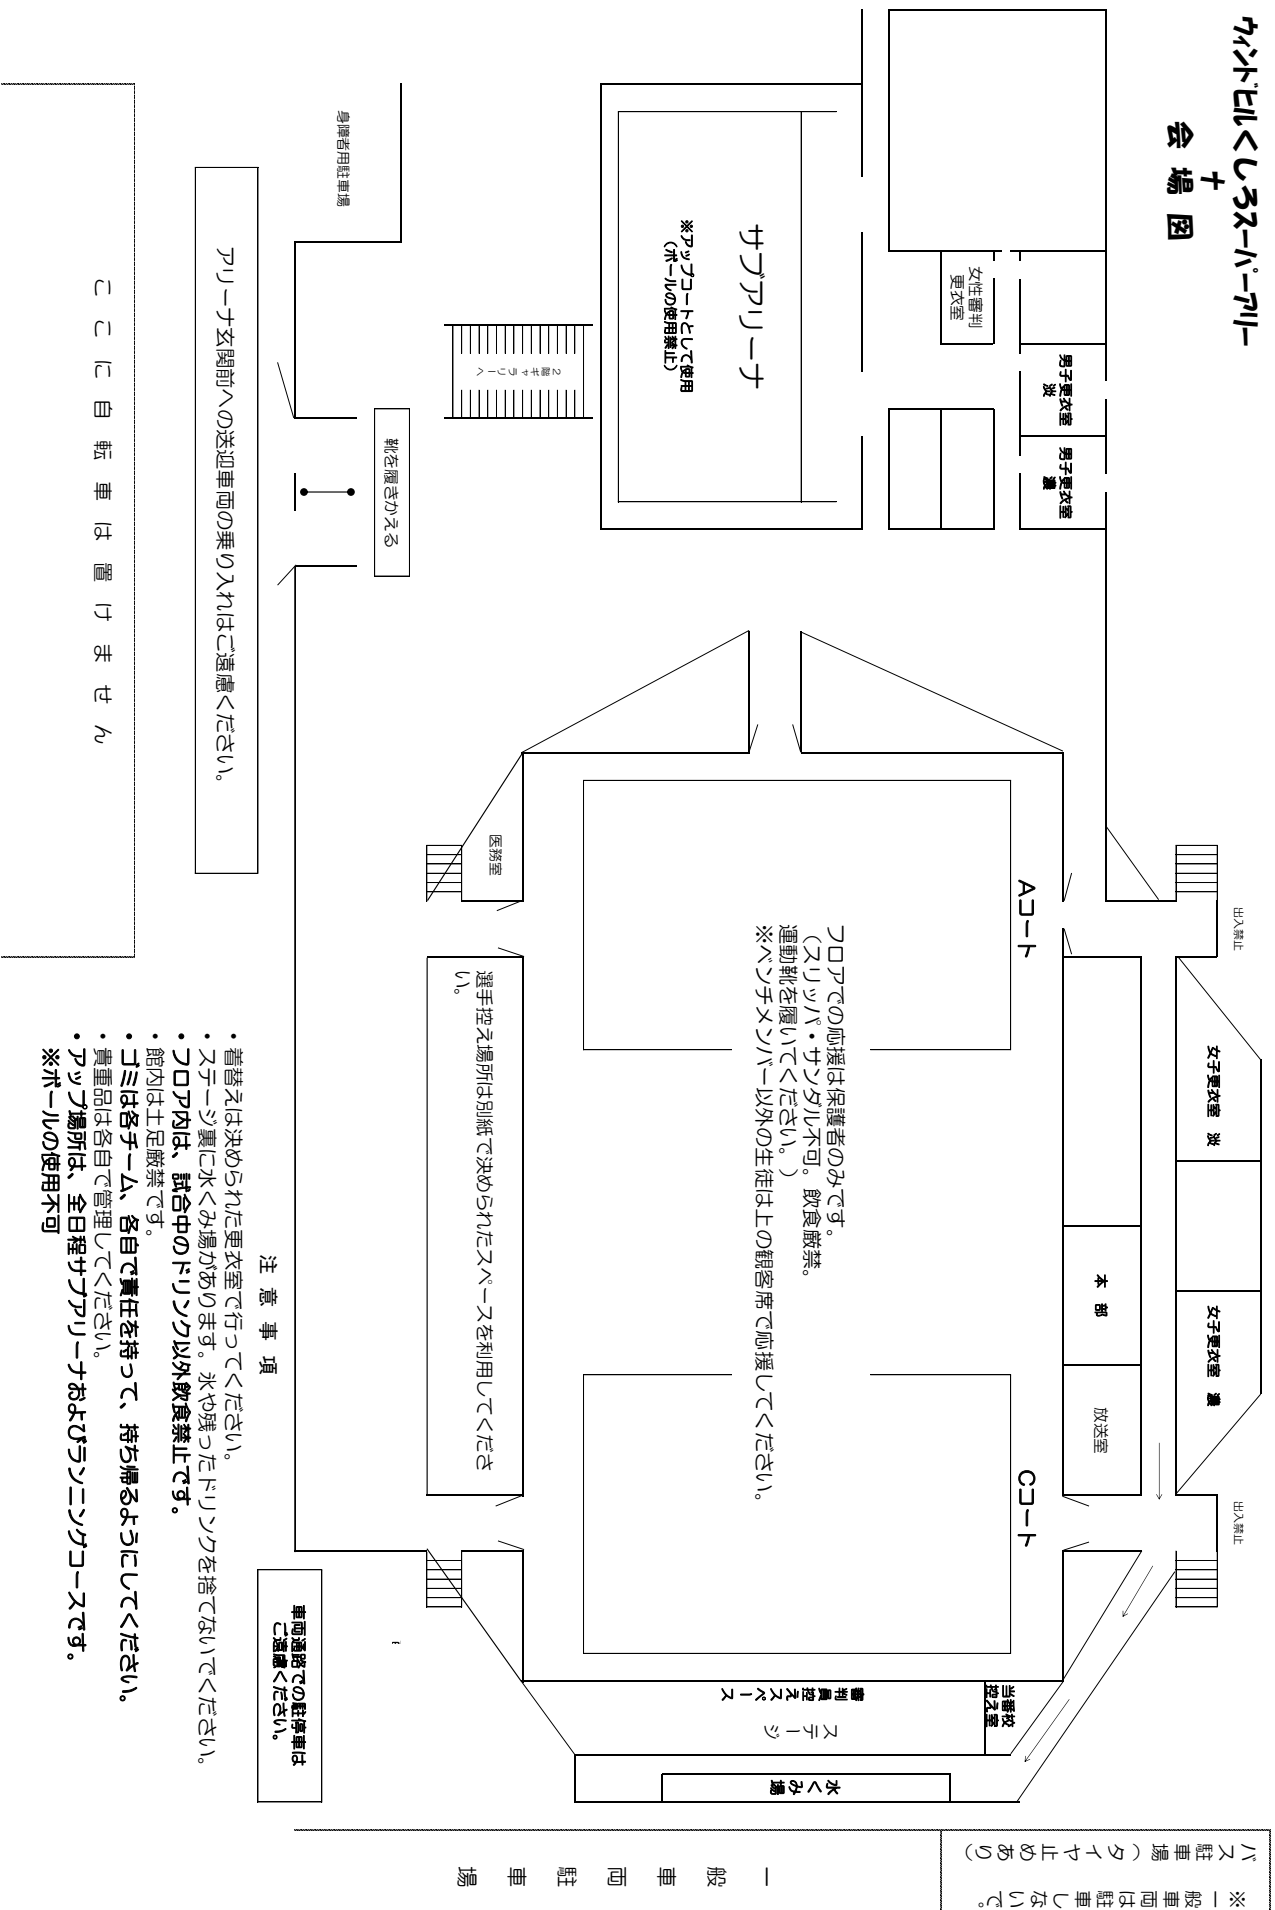 ウィンドヒルくしろスーパーアリー
ナ
会場図
女性審判
更衣室
男子更衣室
淡
男子更衣室
濃
サブアリーナ
※アップコートとして使用
（ボールの使用禁止）
2階ギャラリーへ
身障者用駐車場
靴を履きかえる
アリーナ玄関前への送迎車両の乗り入れはご遠慮ください。
ここに自転車は置けません
出入禁止
女子更衣室 淡
女子更衣室 濃
出入禁止
本部
放送室
Aコート
Cコート
フロアでの応援は保護者のみです。
（スリッパ・サンダル不可。飲食厳禁。
運動靴を履いてください。）
※ベンチメンバー以外の生徒は上の観客席で応援してください。
医務室
選手控え場所は別紙で決められたスペースを利用してくださ
い。
当番校
控え室
審判員控えスペース
ステージ
水くみ
場
注意事項
・着替えは決められた更衣室で行ってください。
・ステージ裏に水くみ場があります。氷や残ったドリンクを捨てないでください。
・フロア内は、試合中のドリンク以外飲食禁止です。
・館内は土足厳禁です。
・ゴミは各チーム、各自で責任を持って、持ち帰るようにしてください。
・貴重品は各自で管理してください。
・アップ場所は、全日程サブアリーナおよびランニングコースです。
※ボールの使用不可
車両通路での駐停車は
ご遠慮ください。
バス駐車場（タイヤ止めあり）
※一般車両は駐車しないで。
一般車両駐車場